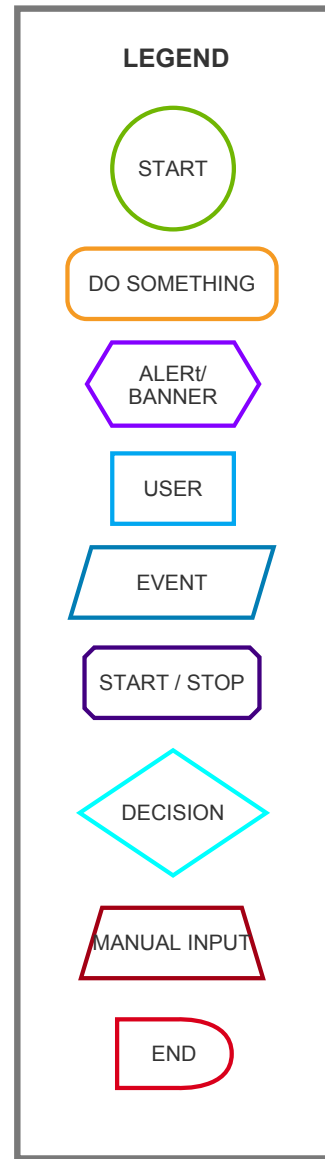 LEGEND
START
DO SOMETHING
ALERt/
BANNER
USER
EVENT
START / STOP
DECISION
MANUAL INPUT
END